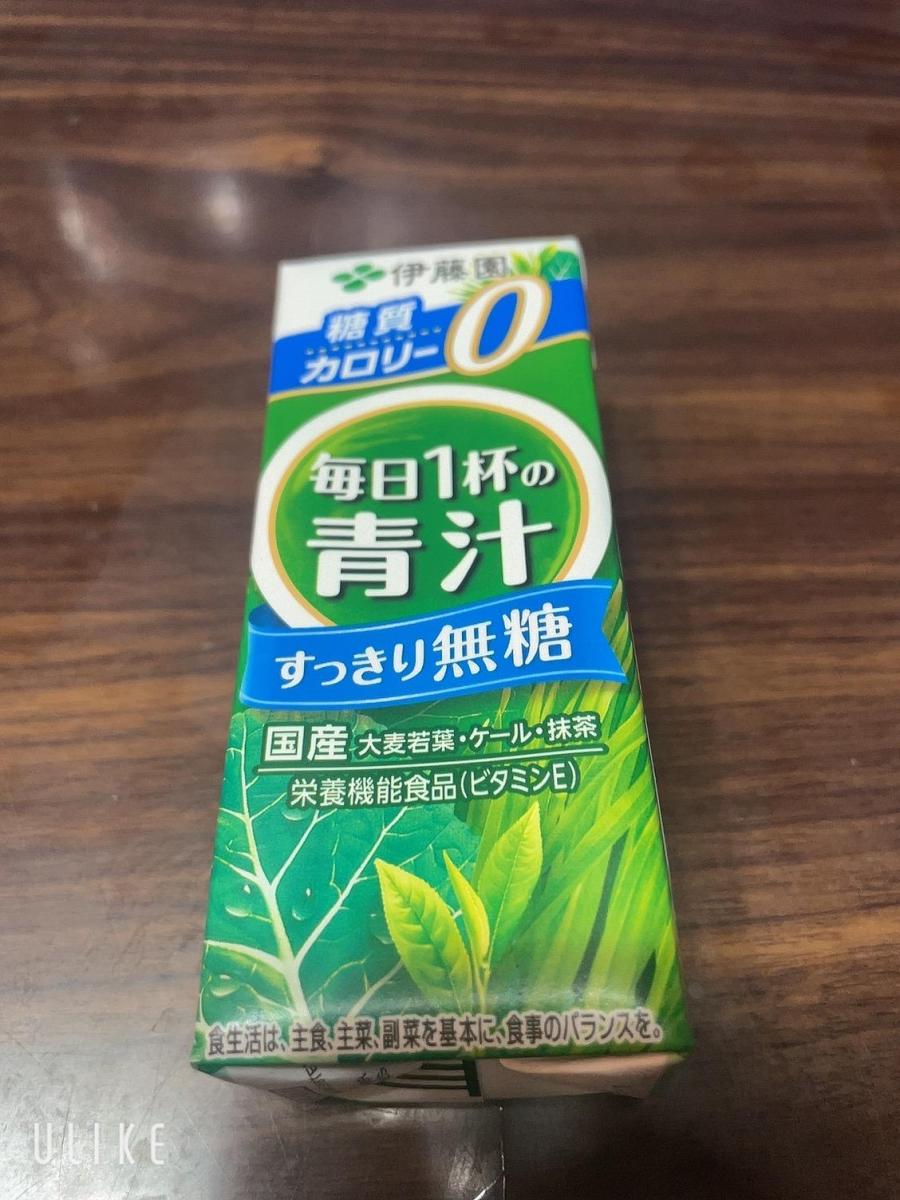 伊藤園
糖質
カロリー0
毎日1杯の
青汁
すっきり無糖
国産 大麦若葉・ケール・抹茶
栄養機能食品(ビタミンE)
食生活は、主食、主菜、副菜を基本に、食事のバランスを。
ULIKE